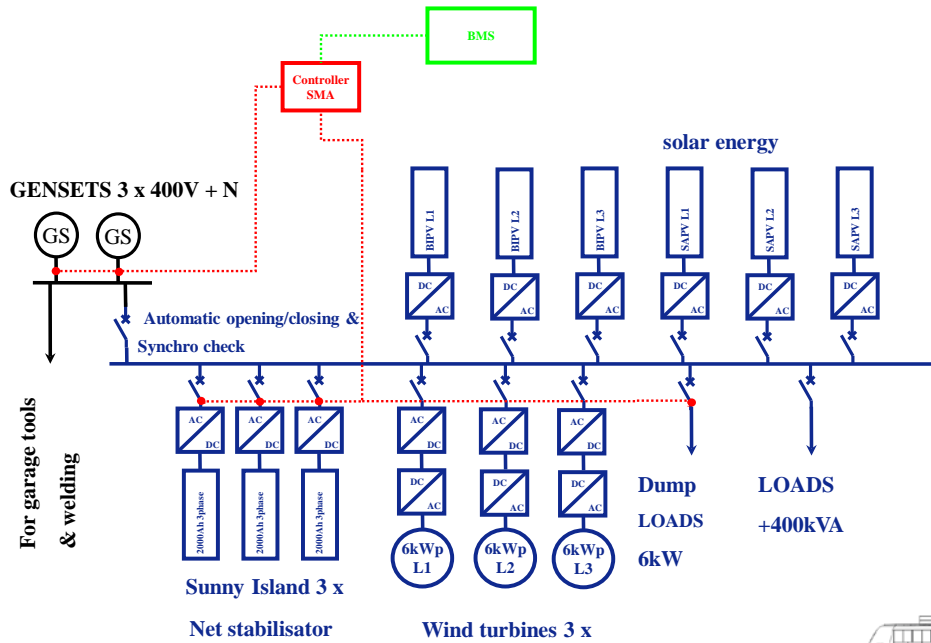 BMS
Controller
SMA
solar energy
GENSETS 3 x 400V + N
GS
GS
BIPV L1
BIPV L2
BIPV L3
SAPV L1
SAPV L2
SAPV L3
DC
AC
DC
AC
DC
AC
DC
AC
DC
AC
DC
AC
Automatic opening/closing &
Synchro check
AC
DC
AC
DC
AC
DC
AC
DC
AC
DC
AC
DC
DC
AC
DC
AC
DC
AC
2000Ah 3phase
2000Ah 3phase
2000Ah 3phase
6kWp
L1
6kWp
L2
6kWp
L3
For garage tools
& welding
Dump
LOADS
6kW
LOADS
+400kVA
Sunny Island 3 x
Net stabilisator
Wind turbines 3 x